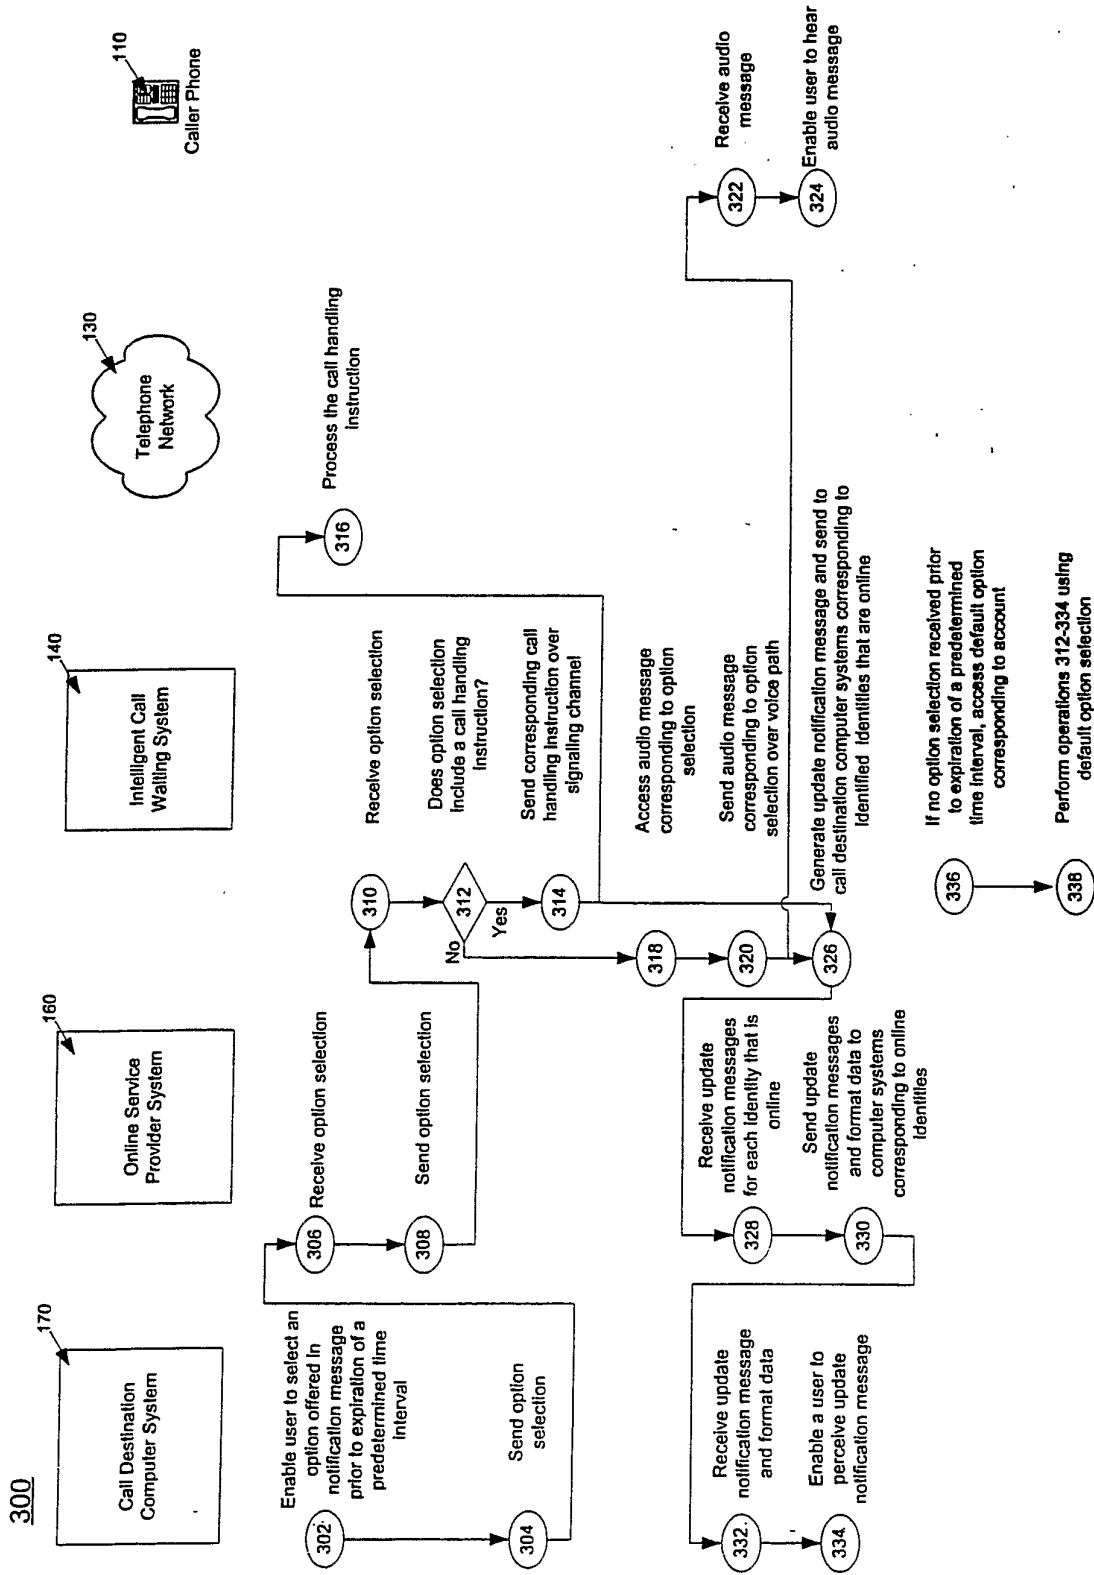 300
170
Call Destination
Computer System
160
Online Service
Provider System
140
Intelligent Call
Waiting System
130
Telephone
Network
110
Caller Phone
302
Enable user to select an
option offered in
notification message
prior to expiration of a
predetermined time
interval
304
Send option
selection
306
Receive option selection
308
Send option selection
310
Receive option selection
312
Does option selection
include a call handling
instruction?
No
Yes
314
Send corresponding call
handling instruction over
signaling channel
316
Process the call handling
instruction
318
Access audio message
corresponding to option
selection
320
Send audio message
corresponding to option
selection over voice path
322
Receive audio
message
324
Enable user to hear
audio message
326
Generate update notification message and send to
call destination computer systems corresponding to
identified identities that are online
328
Receive update
notification messages
for each identity that is
online
330
Send update
notification messages
and format data to
computer systems
corresponding to online
identities
332
Receive update
notification message
and format data
334
Enable a user to
perceive update
notification message
336
If no option selection received prior
to expiration of a predetermined
time interval, access default option
corresponding to account
338
Perform operations 312-334 using
default option selection